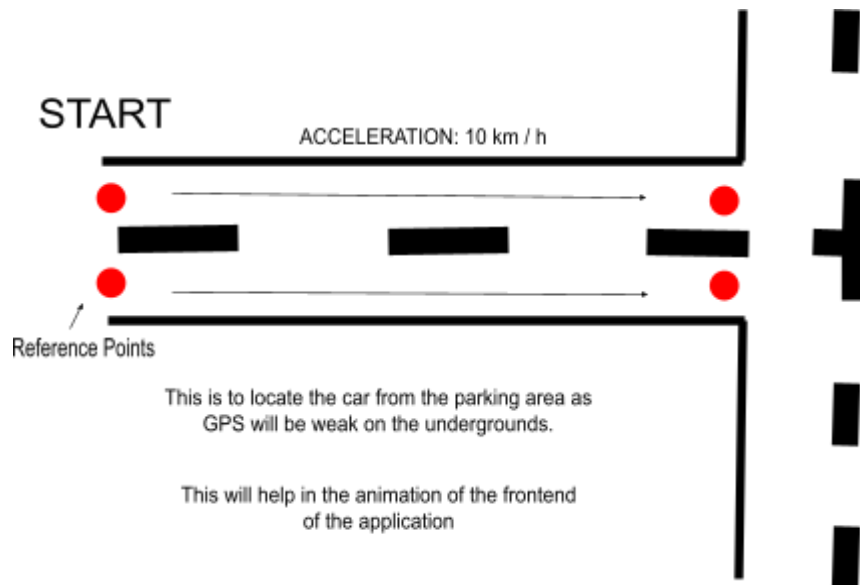 START
ACCELERATION: 10 km / h
Reference Points
This is to locate the car from the parking area as
GPS will be weak on the undergrounds.
This will help in the animation of the frontend
of the application